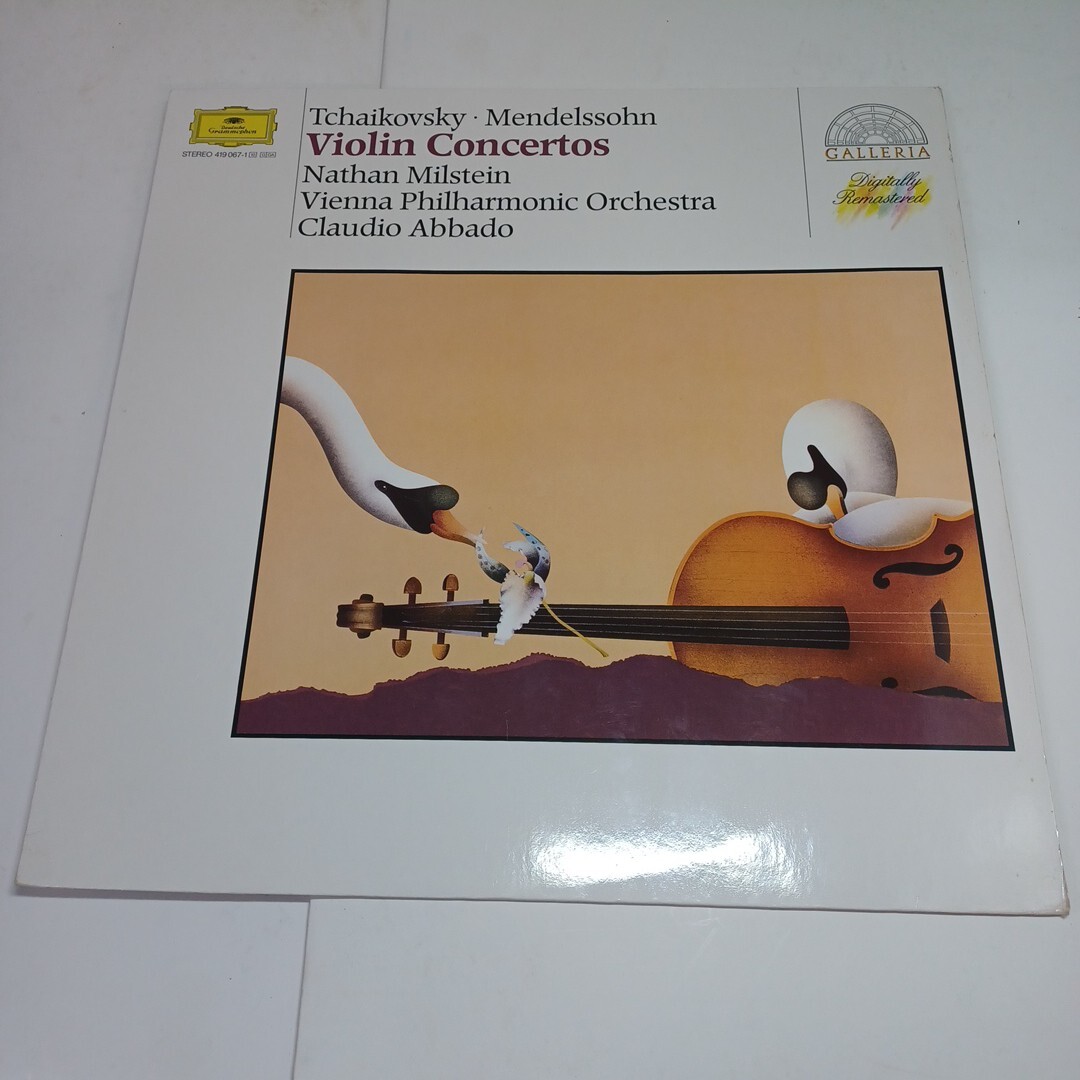 Deutsche
Grammophon
STEREO 419 067-1
Tchaikovsky · Mendelssohn
Violin Concertos
Nathan Milstein
Vienna Philharmonic Orchestra
Claudio Abbado
GALLERIA
Digitally
Remastered